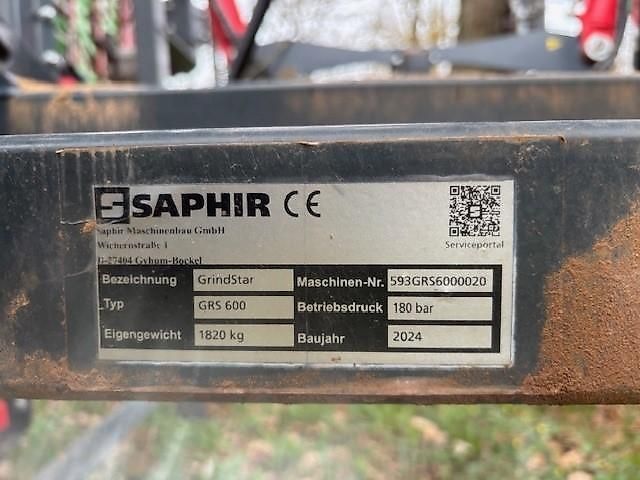 SAPHIR CE
Saphir Maschinenbau GmbH
Wichernstraße 1
D-27404 Gyhum-Bockel
Serviceportal
Bezeichnung GrindStar Maschinen-Nr. 593GRS6000020
Typ GRS 600 Betriebsdruck 180 bar
Eigengewicht 1820 kg Baujahr 2024